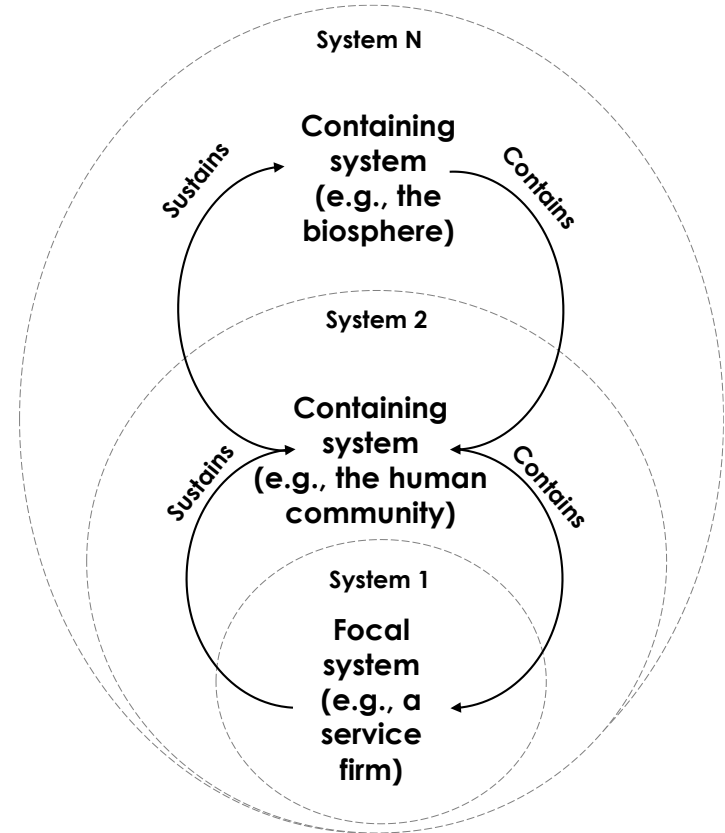 System N
Containing
system
(e.g., the
biosphere)
Sustains
Contains
System 2
Containing
system
(e.g., the human
community)
Sustains
Contains
System 1
Focal
system
(e.g., a
service
firm)